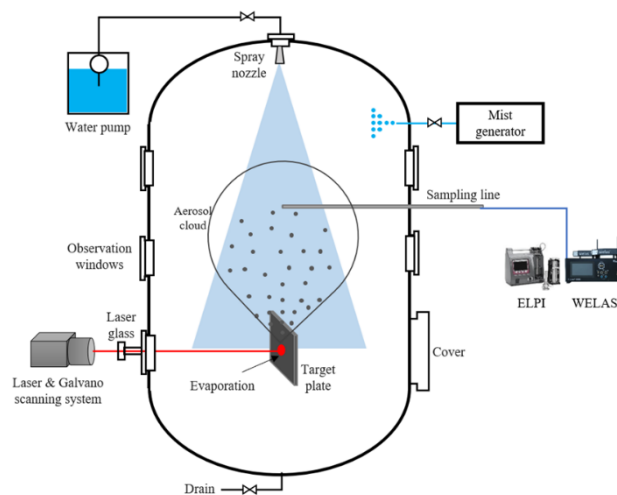 Spray
nozzle
Water pump
Mist
generator
Sampling line
Aerosol
cloud
Observation
windows
ELPI
WELAS
Laser
glass
Cover
Target
plate
Evaporation
Laser & Galvano
scanning system
Drain